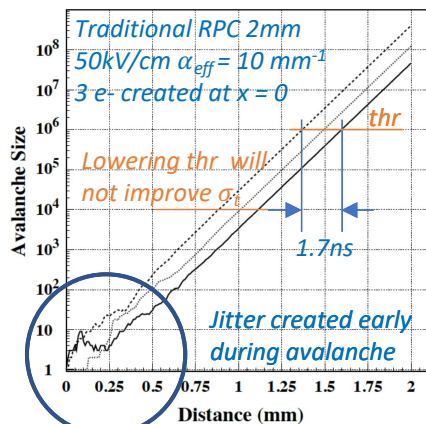 Traditional RPC 2mm
50kV/cm αeff = 10 mm⁻¹
3 e- created at x = 0
thr
Lowering thr will
not improve σt
1.7ns
Jitter created early
during avalanche
Avalanche Size
10⁸
10⁷
10⁶
10⁵
10⁴
10³
10²
10
1
0 0.25 0.5 0.75 1 1.25 1.5 1.75 2
Distance (mm)